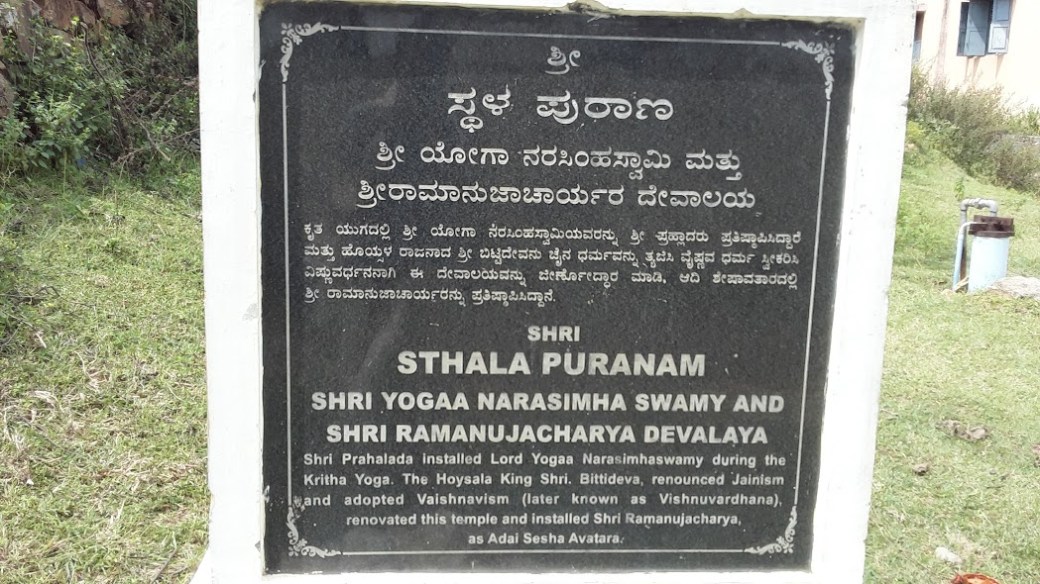 ಶ್ರೀ
ಸ್ಥಳ ಪುರಾಣ
ಶ್ರೀ ಯೋಗಾ ನರಸಿಂಹಸ್ವಾಮಿ ಮತ್ತು
ಶ್ರೀರಾಮಾನುಜಾಚಾರ್ಯರ ದೇವಾಲಯ
ಕೃತ ಯುಗದಲ್ಲಿ ಶ್ರೀ ಯೋಗಾ ನರಸಿಂಹಸ್ವಾಮಿಯವರನ್ನು ಶ್ರೀ ಪ್ರಹ್ಲಾದರು ಪ್ರತಿಷ್ಠಾಪಿಸಿದ್ದಾರೆ
ಮತ್ತು ಹೊಯ್ಸಳ ರಾಜನಾದ ಶ್ರೀ ಬಿಟ್ಟಿದೇವನು ಜೈನ ಧರ್ಮವನ್ನು ತ್ಯಜಿಸಿ ವೈಷ್ಣವ ಧರ್ಮ ಸ್ವೀಕರಿಸಿ
ವಿಷ್ಣುವರ್ಧನನಾಗಿ ಈ ದೇವಾಲಯವನ್ನು ಜೀರ್ಣೋದ್ಧಾರ ಮಾಡಿ, ಆದಿ ಶೇಷಾವತಾರದಲ್ಲಿ
ಶ್ರೀ ರಾಮಾನುಜಾಚಾರ್ಯರನ್ನು ಪ್ರತಿಷ್ಠಾಪಿಸಿದ್ದಾನೆ.
SHRI
STHALA PURANAM
SHRI YOGAA NARASIMHA SWAMY AND
SHRI RAMANUJACHARYA DEVALAYA
Shri Prahalada installed Lord Yogaa Narasimhaswamy during the
Kritha Yoga. The Hoysala King Shri. Bittideva, renounced Jainism
and adopted Vaishnavism (later known as Vishnuvardhana),
renovated this temple and installed Shri Ramanujacharya,
as Adai Sesha Avatara.